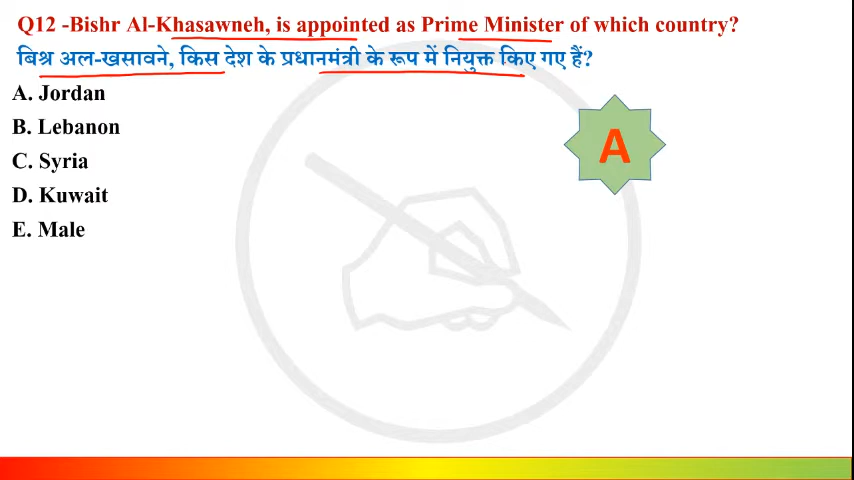 Q12 -Bishr Al-Khasawneh, is appointed as Prime Minister of which country?
बिश्र अल-खसावने, किस देश के प्रधानमंत्री के रूप में नियुक्त किए गए हैं?
A. Jordan
B. Lebanon
C. Syria
D. Kuwait
E. Male
A